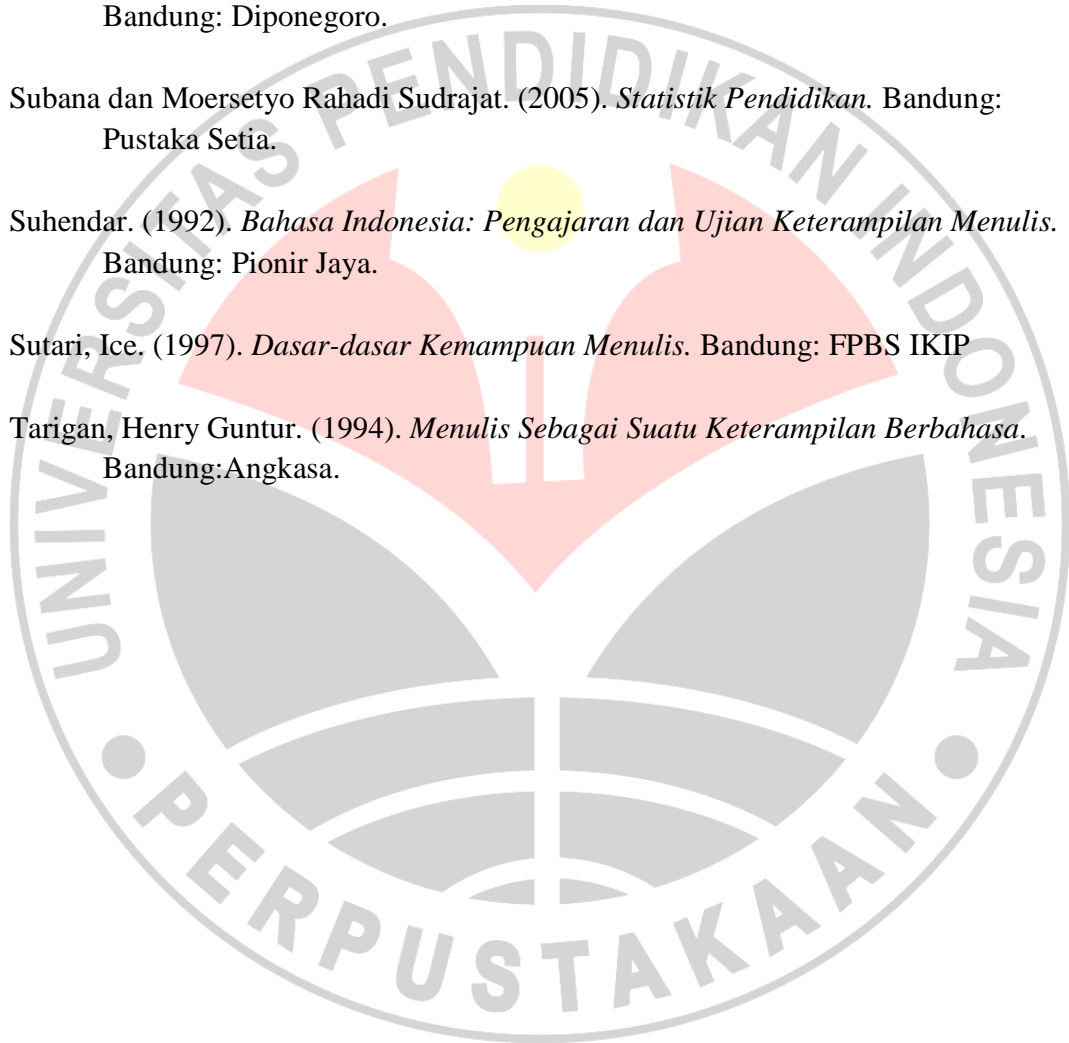 Bandung: Diponegoro.
Subana dan Moersetyo Rahadi Sudrajat. (2005). Statistik Pendidikan. Bandung:
Pustaka Setia.
Suhendar. (1992). Bahasa Indonesia: Pengajaran dan Ujian Keterampilan Menulis.
Bandung: Pionir Jaya.
Sutari, Ice. (1997). Dasar-dasar Kemampuan Menulis. Bandung: FPBS IKIP
Tarigan, Henry Guntur. (1994). Menulis Sebagai Suatu Keterampilan Berbahasa.
Bandung:Angkasa.
UNIVERSITAS PENDIDIKAN INDONESIA
PERPUSTAKAAN